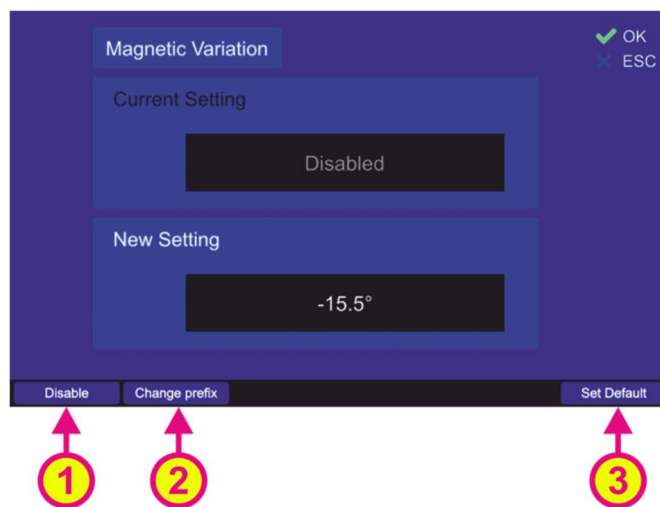 Magnetic Variation
OK
ESC
Current Setting
Disabled
New Setting
-15.5°
Disable
Change prefix
Set Default
1
2
3